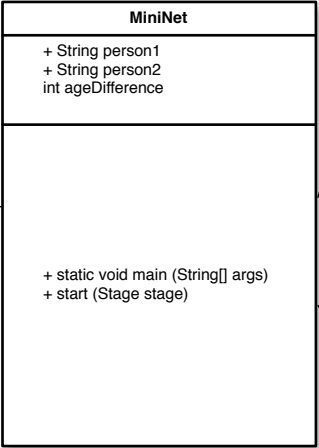 MiniNet
+ String person1
+ String person2
int ageDifference
+ static void main (String[] args)
+ start (Stage stage)